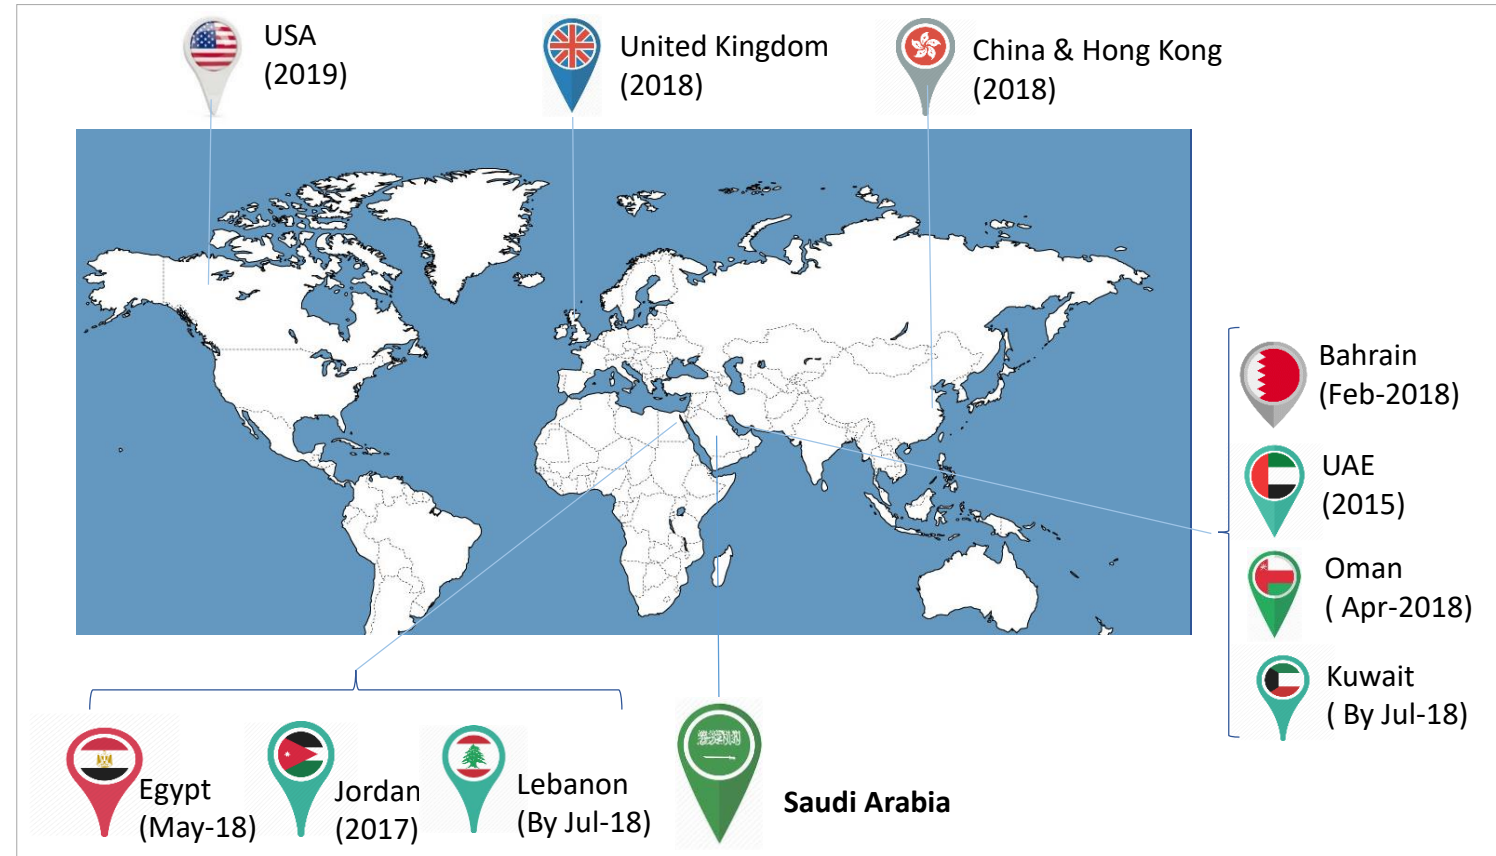 USA
(2019)
United Kingdom
(2018)
China & Hong Kong
(2018)
Bahrain
(Feb-2018)
UAE
(2015)
Oman
( Apr-2018)
Kuwait
( By Jul-18)
Egypt
(May-18)
Jordan
(2017)
Lebanon
(By Jul-18)
Saudi Arabia